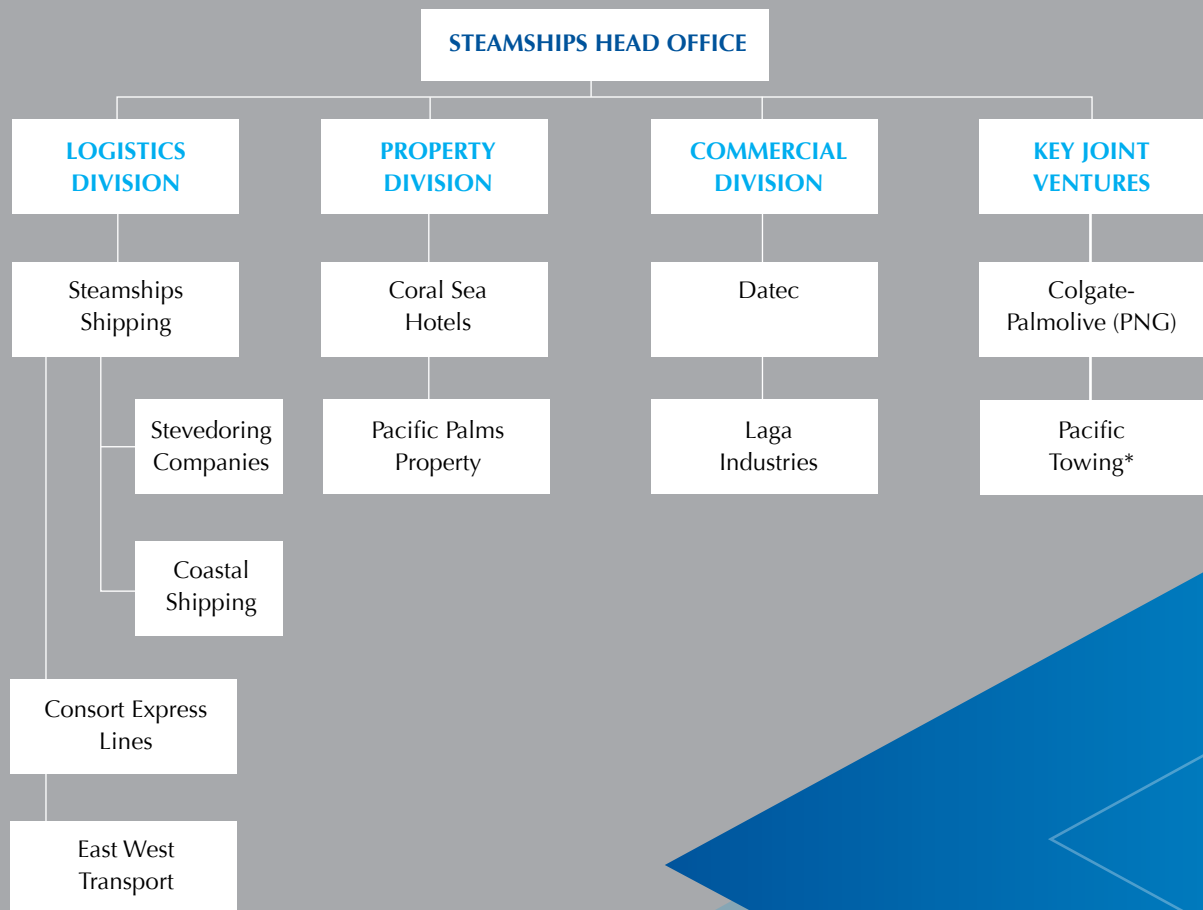 STEAMSHIPS HEAD OFFICE
LOGISTICS
DIVISION
PROPERTY
DIVISION
COMMERCIAL
DIVISION
KEY JOINT
VENTURES
Steamships
Shipping
Coral Sea
Hotels
Datec
Colgate-
Palmolive (PNG)
Stevedoring
Companies
Pacific Palms
Property
Laga
Industries
Pacific
Towing*
Coastal
Shipping
Consort Express
Lines
East West
Transport